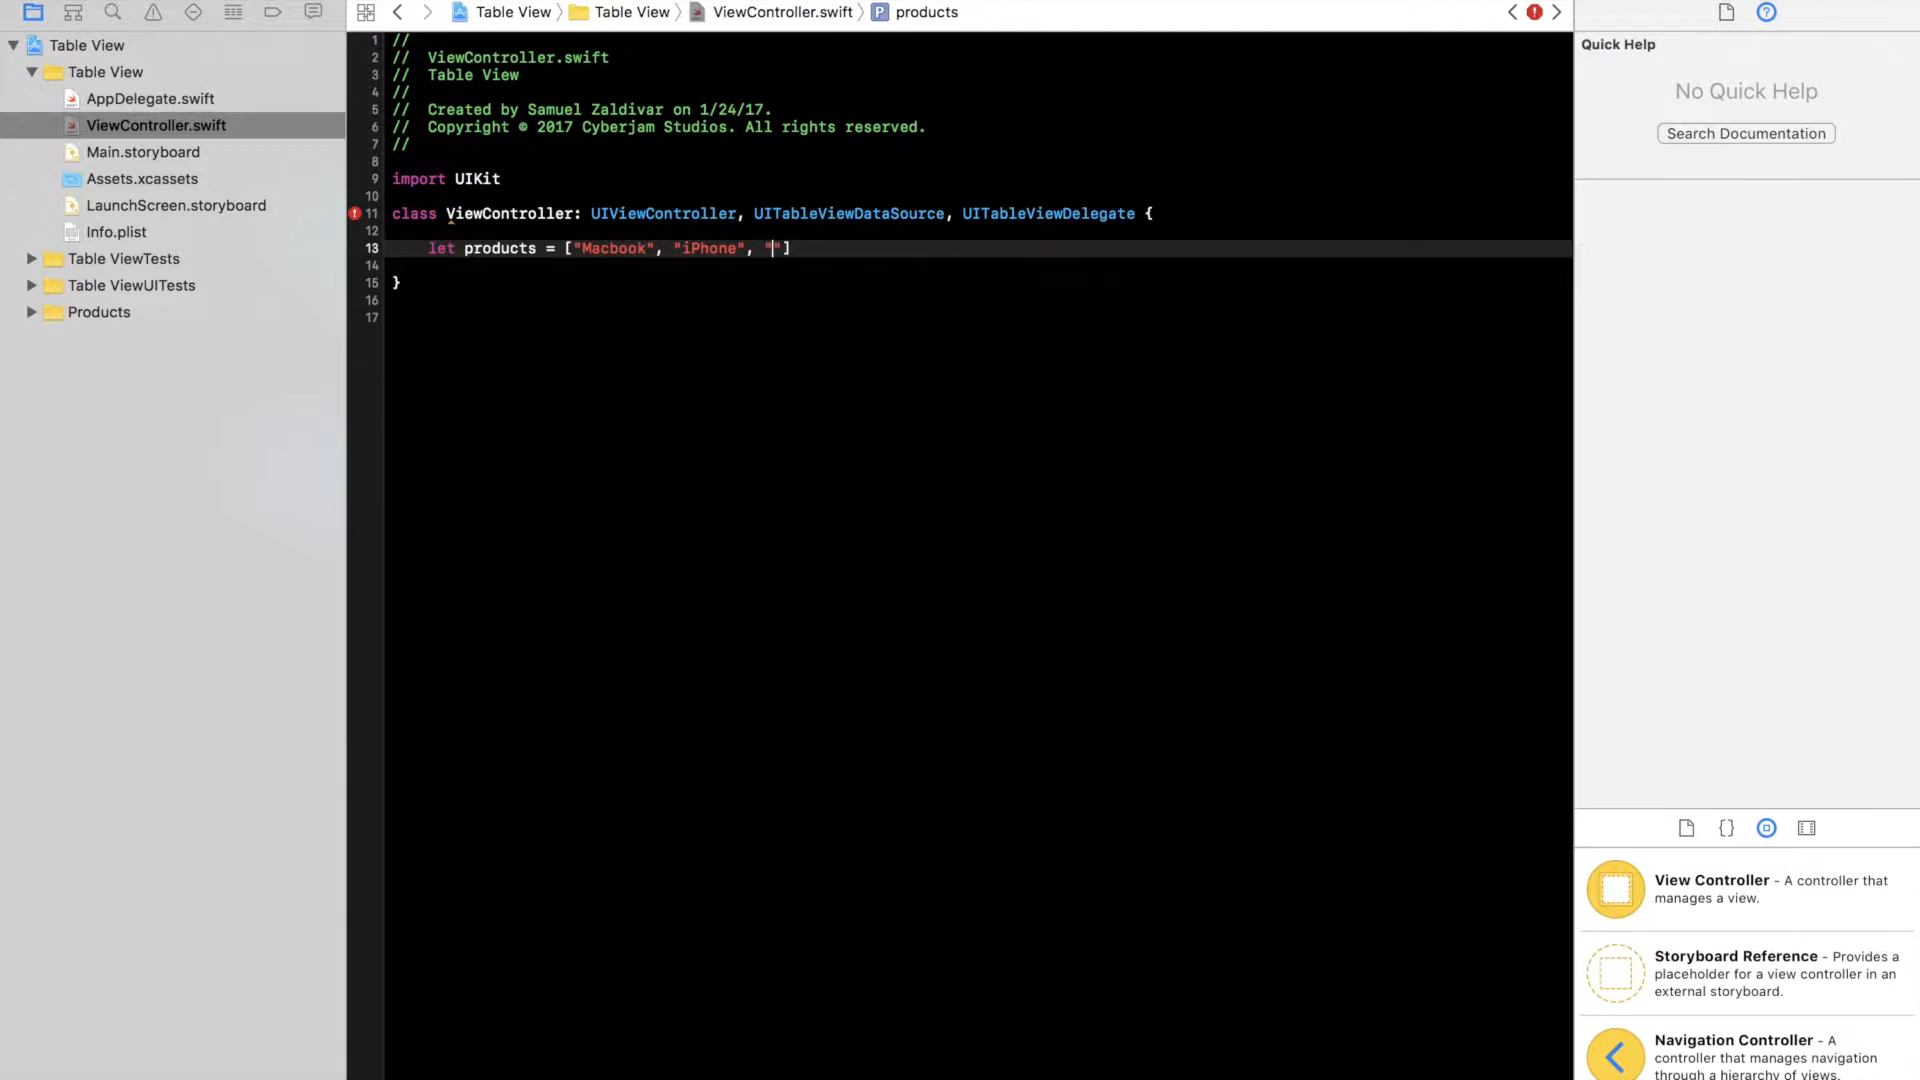 Table View
Table View
AppDelegate.swift
ViewController.swift
Main.storyboard
Assets.xcassets
LaunchScreen.storyboard
Info.plist
Table ViewTests
Table ViewUITests
Products
Table View Table View ViewController.swift P products
1 //
2 //  ViewController.swift
3 //  Table View
4 //
5 //  Created by Samuel Zaldivar on 1/24/17.
6 //  Copyright © 2017 Cyberjam Studios. All rights reserved.
7 //
8
9 import UIKit
10
11 class ViewController: UIViewController, UITableViewDataSource, UITableViewDelegate {
12
13     let products = ["Macbook", "iPhone", ""]
14
15 }
16
17
Quick Help
No Quick Help
Search Documentation
View Controller - A controller that
manages a view.
Storyboard Reference - Provides a
placeholder for a view controller in an
external storyboard.
Navigation Controller - A
controller that manages navigation
through a hierarchy of views.